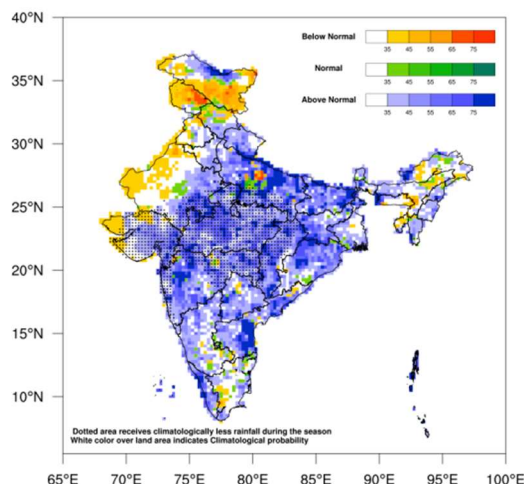 40°N
Below Normal
35 45 55 65 75
Normal
35 45 55 65 75
35°N
Above Normal
35 45 55 65 75
30°N
25°N
20°N
15°N
10°N
Dotted area receives climatologically less rainfall during the season
White color over land area indicates Climatological probability
65°E 70°E 75°E 80°E 85°E 90°E 95°E 100°E